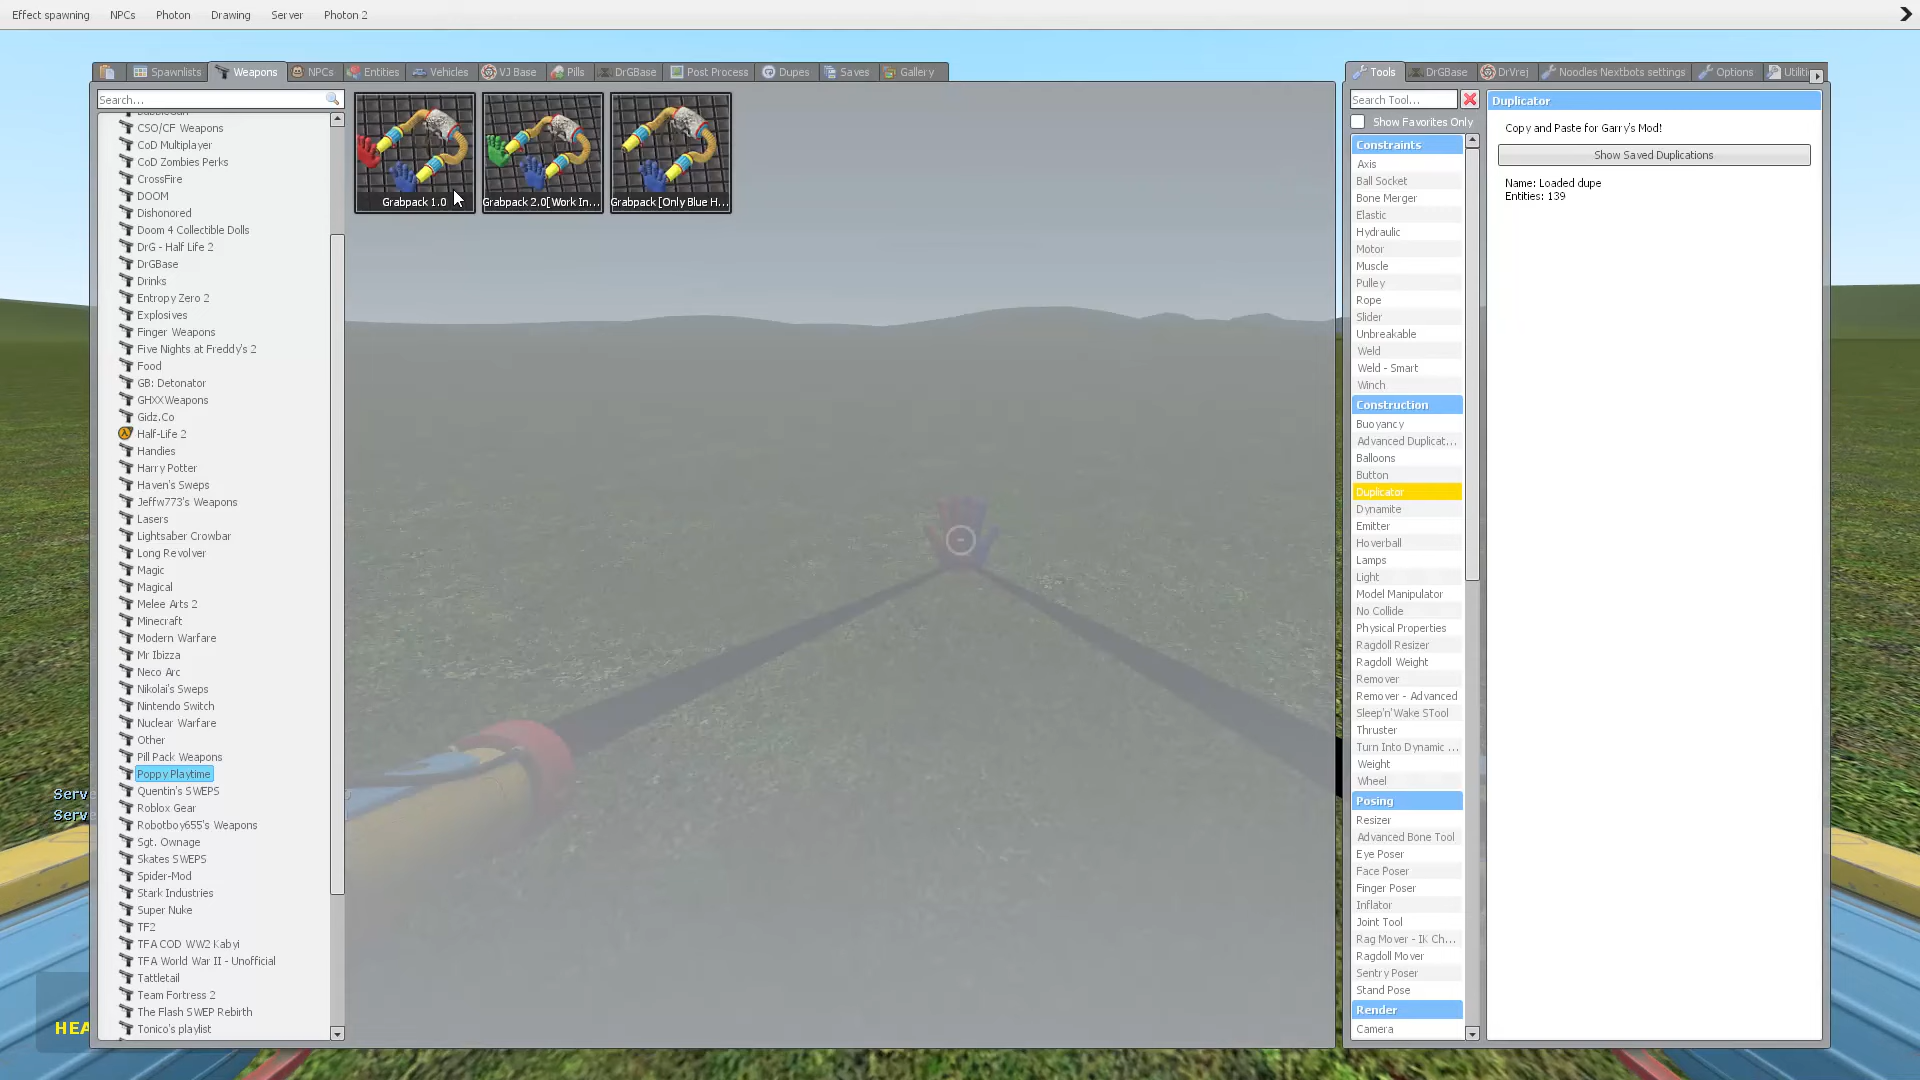 Effect spawning NPCs Photon Drawing Server Photon 2
Spawnlists Weapons NPCs Entities Vehicles VJ Base Pills DrGBase Post Process Dupes Saves Gallery
Search...
CSO/CF Weapons
CoD Multiplayer
CoD Zombies Perks
CrossFire
DOOM
Dishonored
Doom 4 Collectible Dolls
DrG - Half Life 2
DrGBase
Drinks
Entropy Zero 2
Explosives
Finger Weapons
Five Nights at Freddy's 2
Food
GB: Detonator
GHXXWeapons
Gidz.Co
Half-Life 2
Handies
Harry Potter
Haven's Sweps
Jeffw773's Weapons
Lasers
Lightsaber Crowbar
Long Revolver
Magic
Magical
Melee Arts 2
Minecraft
Modern Warfare
Mr Ibizza
Neco Arc
Nikolai's Sweps
Nintendo Switch
Nuclear Warfare
Other
Pill Pack Weapons
Poppy Playtime
Quentin's SWEPS
Roblox Gear
Robotboy655's Weapons
Sgt. Ownage
Skates SWEPS
Spider-Mod
Stark Industries
Super Nuke
TF2
TFA COD WW2 Kabyi
TFA World War II - Unofficial
Tattletail
Team Fortress 2
The Flash SWEP Rebirth
Tonico's playlist
Grabpack 1.0
Grabpack 2.0[Work In...
Grabpack [Only Blue H...
Serv
Serv
HEA
Tools DrGBase DrVrej Noodles Nextbots settings Options Utiliti
Search Tool...
Show Favorites Only
Constraints
Axis
Ball Socket
Bone Merger
Elastic
Hydraulic
Motor
Muscle
Pulley
Rope
Slider
Unbreakable
Weld
Weld - Smart
Winch
Construction
Buoyancy
Advanced Duplicat...
Balloons
Button
Duplicator
Dynamite
Emitter
Hoverball
Lamps
Light
Model Manipulator
No Collide
Physical Properties
Ragdoll Resizer
Ragdoll Weight
Remover
Remover - Advanced
Sleep'n'Wake STool
Thruster
Turn Into Dynamic ...
Weight
Wheel
Posing
Resizer
Advanced Bone Tool
Eye Poser
Face Poser
Finger Poser
Inflator
Joint Tool
Rag Mover - IK Ch...
Ragdoll Mover
Sentry Poser
Stand Pose
Render
Camera
Duplicator
Copy and Paste for Garry's Mod!
Show Saved Duplications
Name: Loaded dupe
Entities: 139